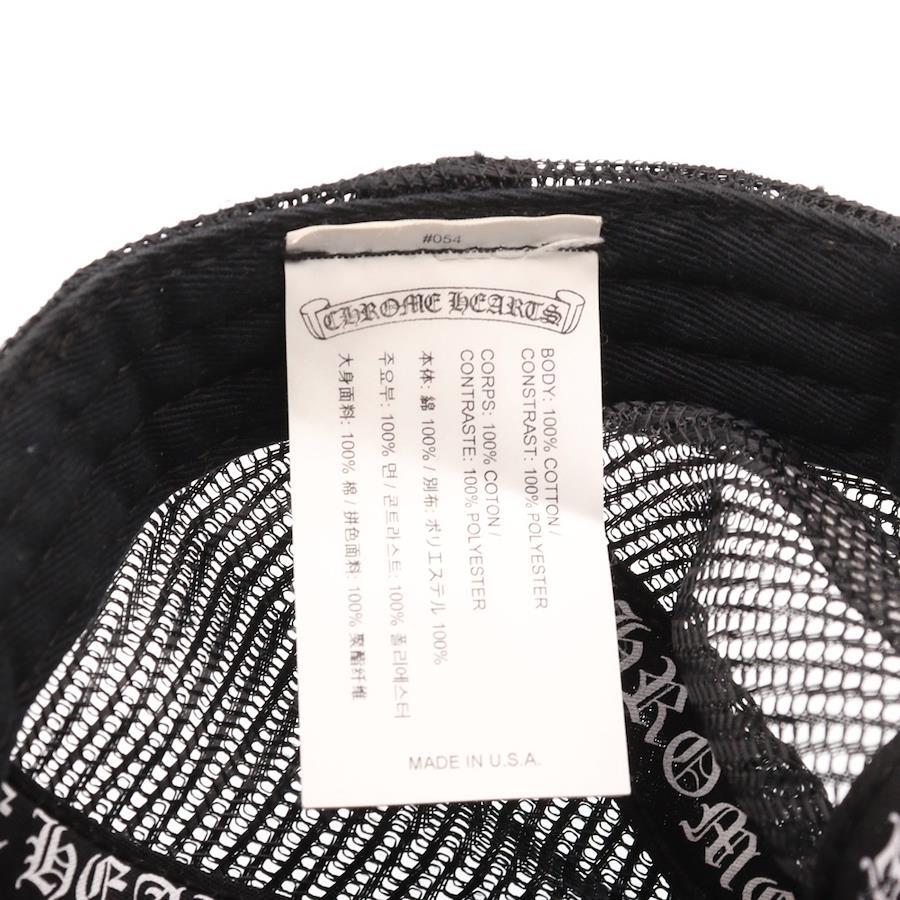 #054
CHROME HEARTS
BODY: 100% COTTON /
CONSTRAST: 100% POLYESTER
CORPS: 100% COTON /
CONTRASTE: 100% POLYESTER
本体: 綿 100% / 別布: ポリエステル 100%
주요부: 100% 면 / 콘트라스트: 100% 폴리에스터
大身面料: 100% 棉 / 拼色面料: 100% 聚酯纤维
MADE IN U.S.A.
HROM
HEA